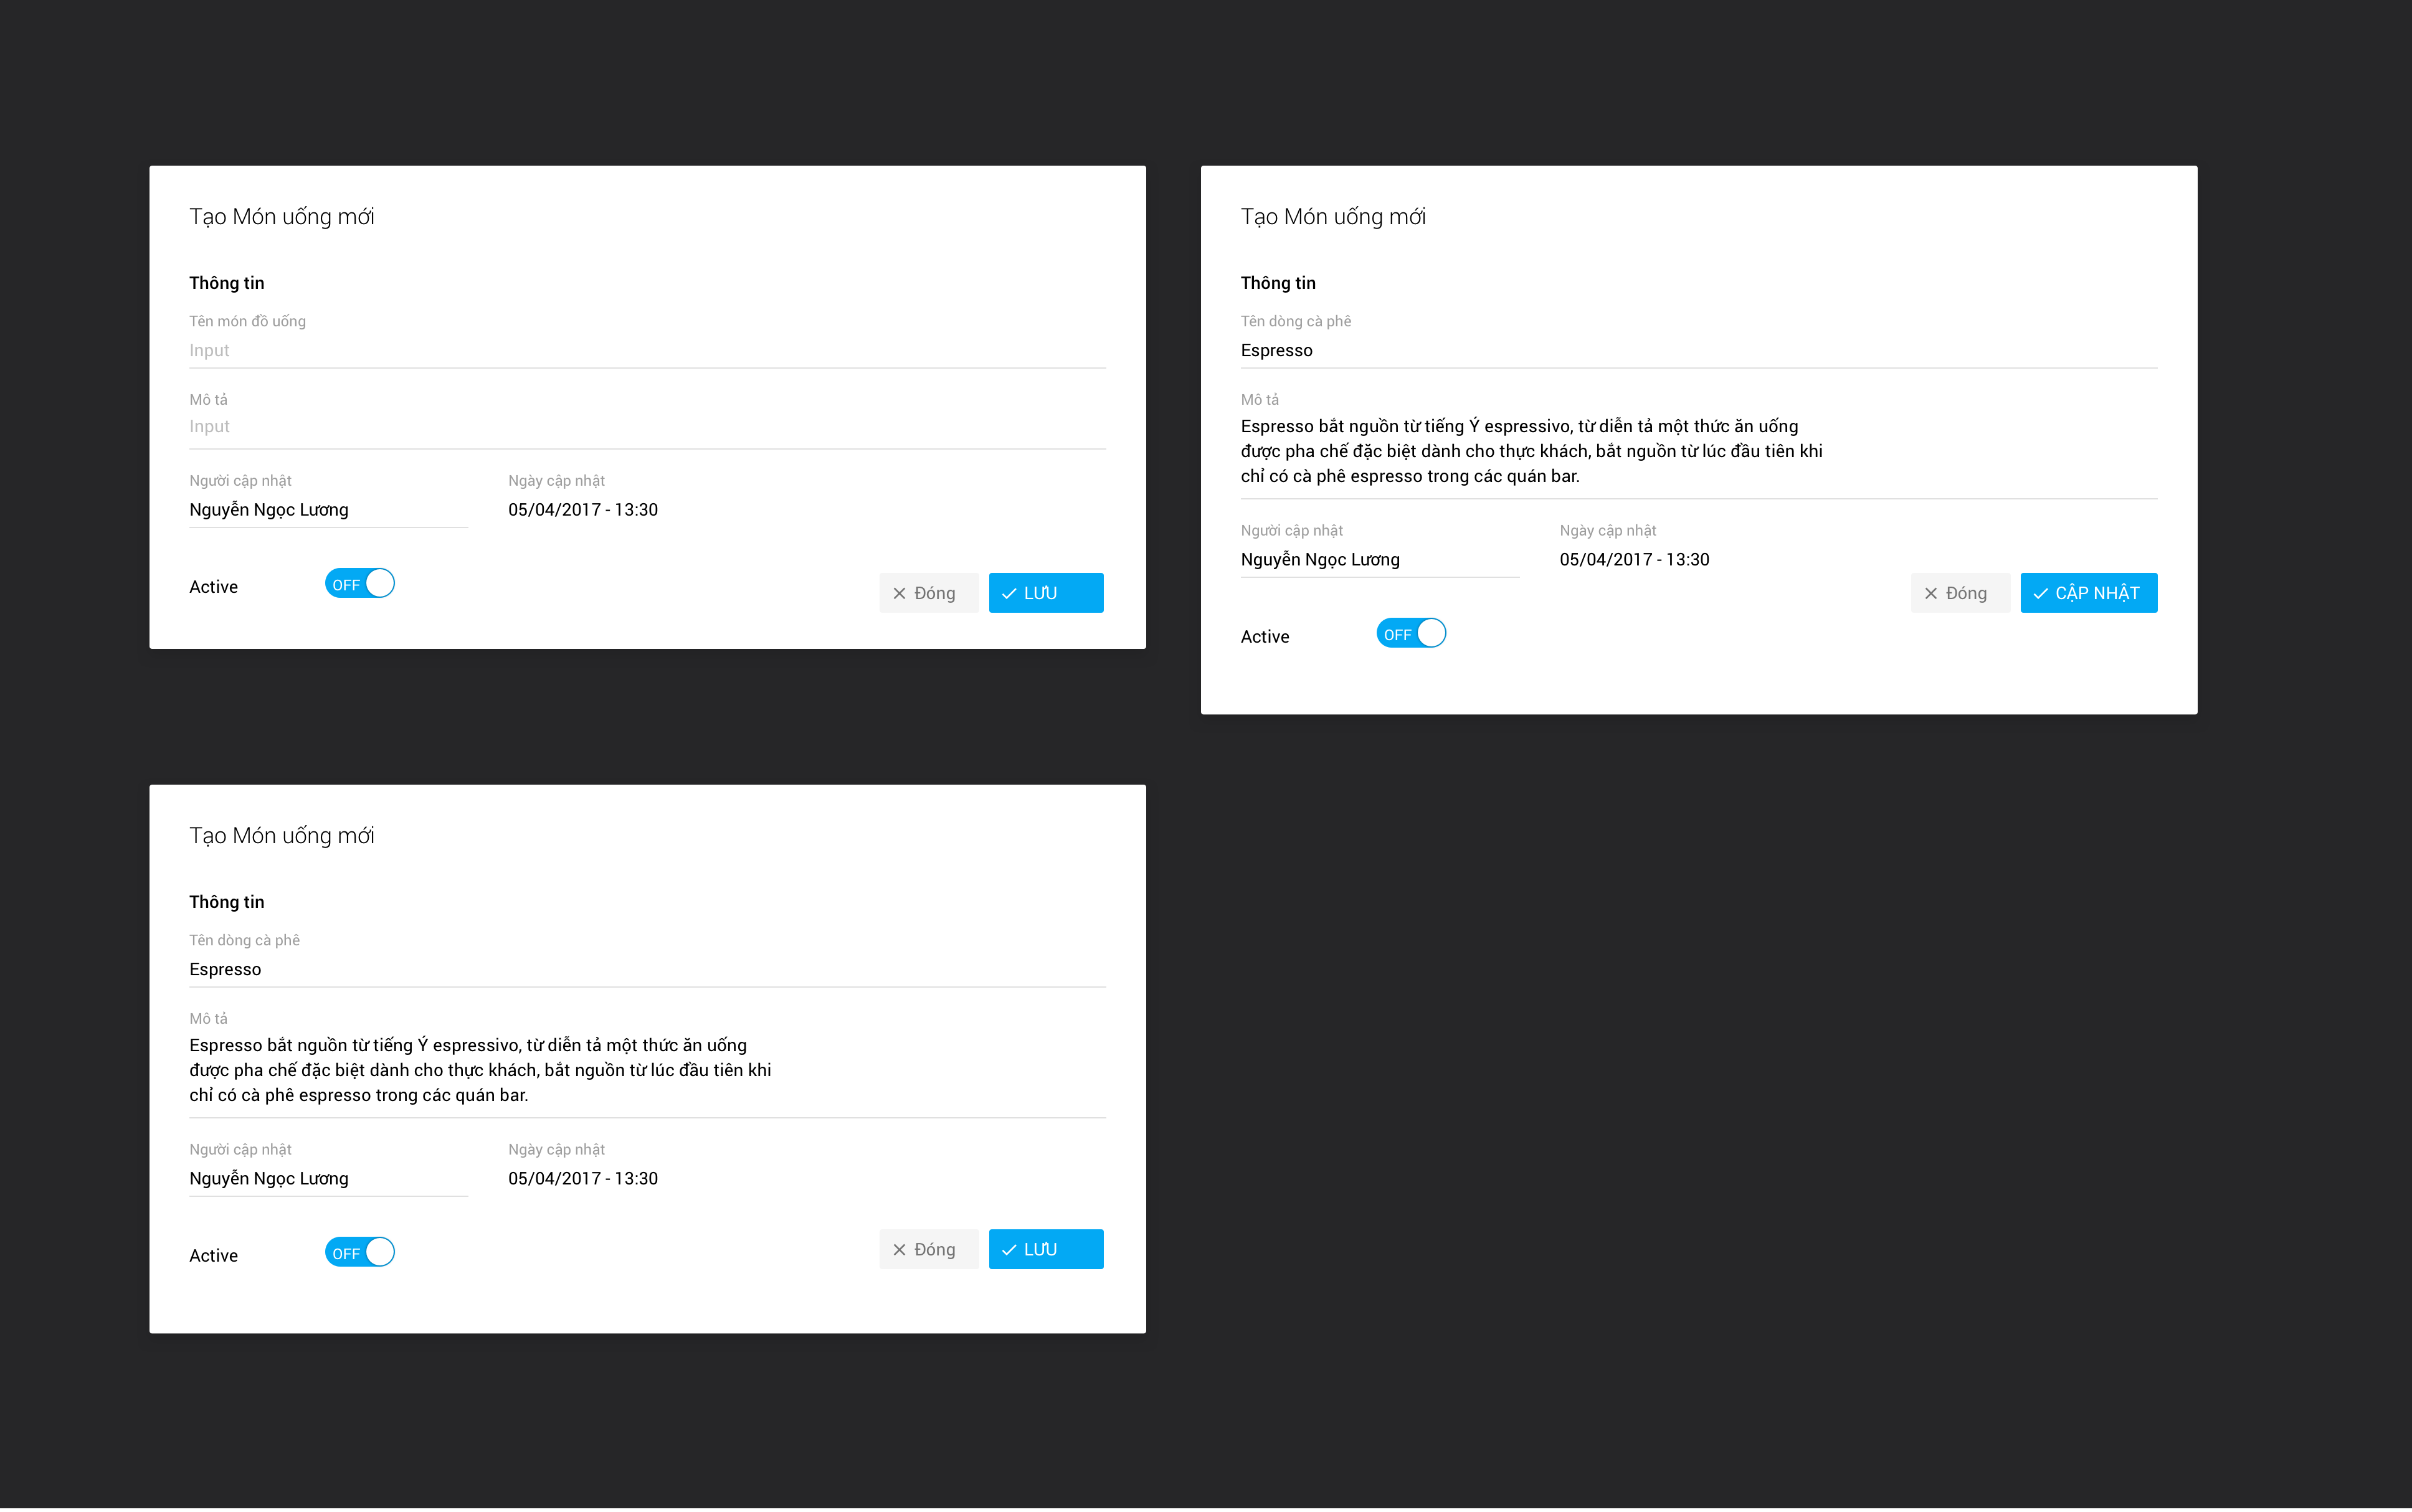 Tạo Món uống mới
Thông tin
Tên món đồ uống
Input
Mô tả
Input
Người cập nhật
Ngày cập nhật
Nguyễn Ngọc Lương
05/04/2017 - 13:30
Active
OFF
Đóng
LƯU
Tạo Món uống mới
Thông tin
Tên dòng cà phê
Espresso
Mô tả
Espresso bắt nguồn từ tiếng Ý espressivo, từ diễn tả một thức ăn uống
được pha chế đặc biệt dành cho thực khách, bắt nguồn từ lúc đầu tiên khi
chỉ có cà phê espresso trong các quán bar.
Người cập nhật
Ngày cập nhật
Nguyễn Ngọc Lương
05/04/2017 - 13:30
Đóng
CẬP NHẬT
Active
OFF
Tạo Món uống mới
Thông tin
Tên dòng cà phê
Espresso
Mô tả
Espresso bắt nguồn từ tiếng Ý espressivo, từ diễn tả một thức ăn uống
được pha chế đặc biệt dành cho thực khách, bắt nguồn từ lúc đầu tiên khi
chỉ có cà phê espresso trong các quán bar.
Người cập nhật
Ngày cập nhật
Nguyễn Ngọc Lương
05/04/2017 - 13:30
Active
OFF
Đóng
LƯU